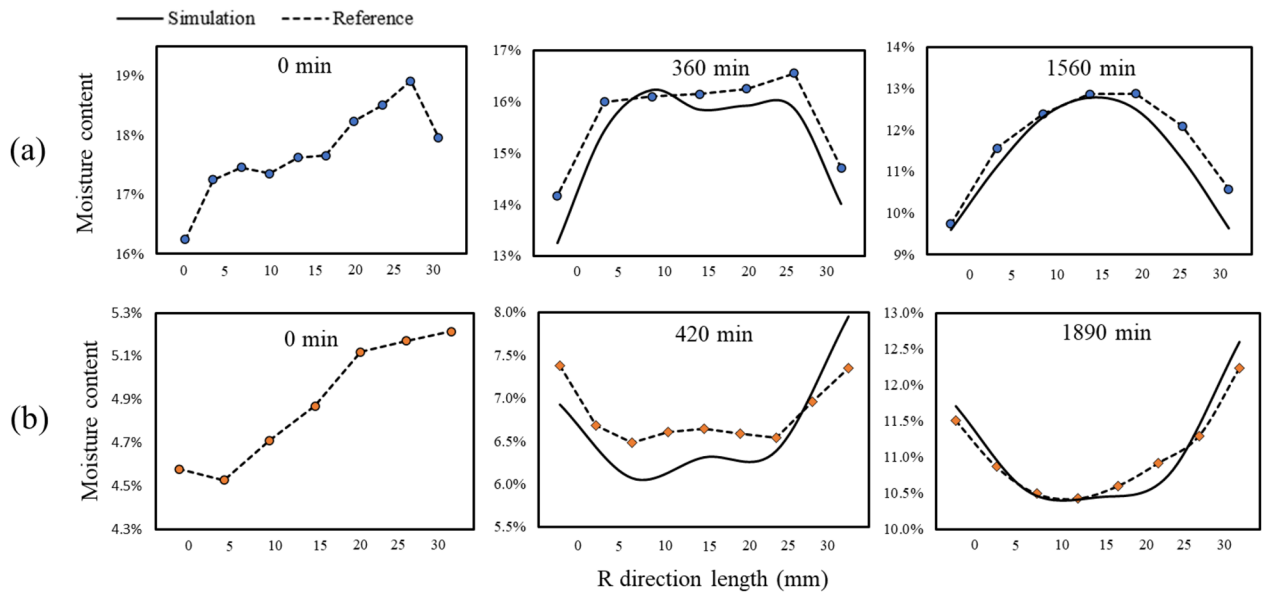 Simulation Reference
(a)
Moisture content
0 min
19%
18%
17%
16%
0 5 10 15 20 25 30
360 min
17%
16%
15%
14%
13%
0 5 10 15 20 25 30
1560 min
14%
13%
12%
11%
10%
9%
0 5 10 15 20 25 30
(b)
Moisture content
0 min
5.3%
5.1%
4.9%
4.7%
4.5%
4.3%
0 5 10 15 20 25 30
420 min
8.0%
7.5%
7.0%
6.5%
6.0%
5.5%
0 5 10 15 20 25 30
1890 min
13.0%
12.5%
12.0%
11.5%
11.0%
10.5%
10.0%
0 5 10 15 20 25 30
R direction length (mm)